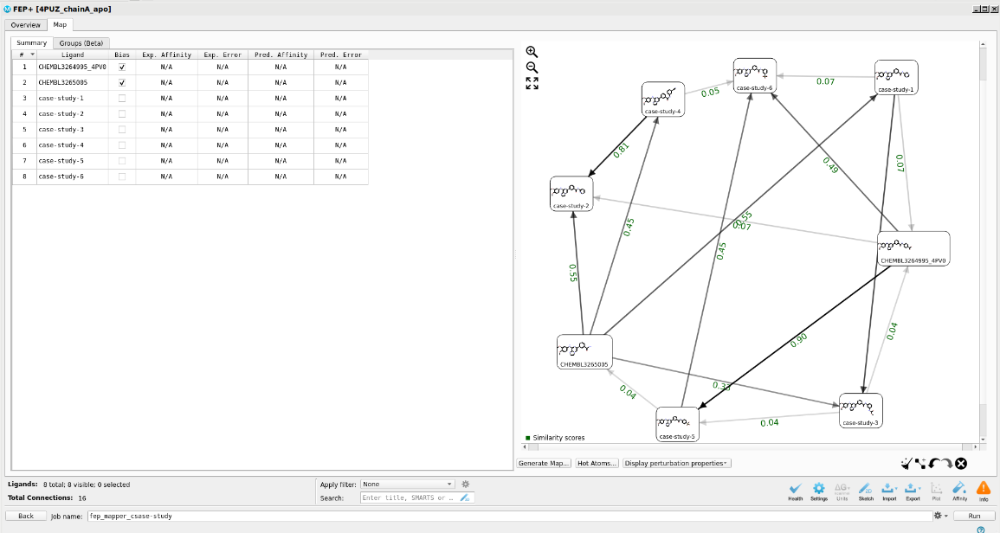 FEP+ [4PUZ_chainA_apo]
Overview Map
Summary Groups (Beta)
# Ligand Bias Exp. Affinity Exp. Error Pred. Affinity Pred. Error
1 CHEMBL3264995_4PV0 N/A N/A N/A N/A
2 CHEMBL3265005 N/A N/A N/A N/A
3 case-study-1 N/A N/A N/A N/A
4 case-study-2 N/A N/A N/A N/A
5 case-study-3 N/A N/A N/A N/A
6 case-study-4 N/A N/A N/A N/A
7 case-study-5 N/A N/A N/A N/A
8 case-study-6 N/A N/A N/A N/A
case-study-6
0.07
case-study-1
0.05
case-study-4
0.81
0.07
0.49
case-study-2
0.55
0.07
0.45
0.45
CHEMBL3264995_4PV0
0.55
0.90
0.04
CHEMBL3265005
0.33
0.04
0.04
case-study-3
case-study-5
Similarity scores
Generate Map... Hot Atoms... Display perturbation properties
Ligands: 8 total; 8 visible; 0 selected
Total Connections: 16
Apply filter: None
Search: Enter title, SMARTS or ...
Health Settings ΔG Units Sketch Import Export Plot Affinity Info
Back Job name: fep_mapper_csase-study Run